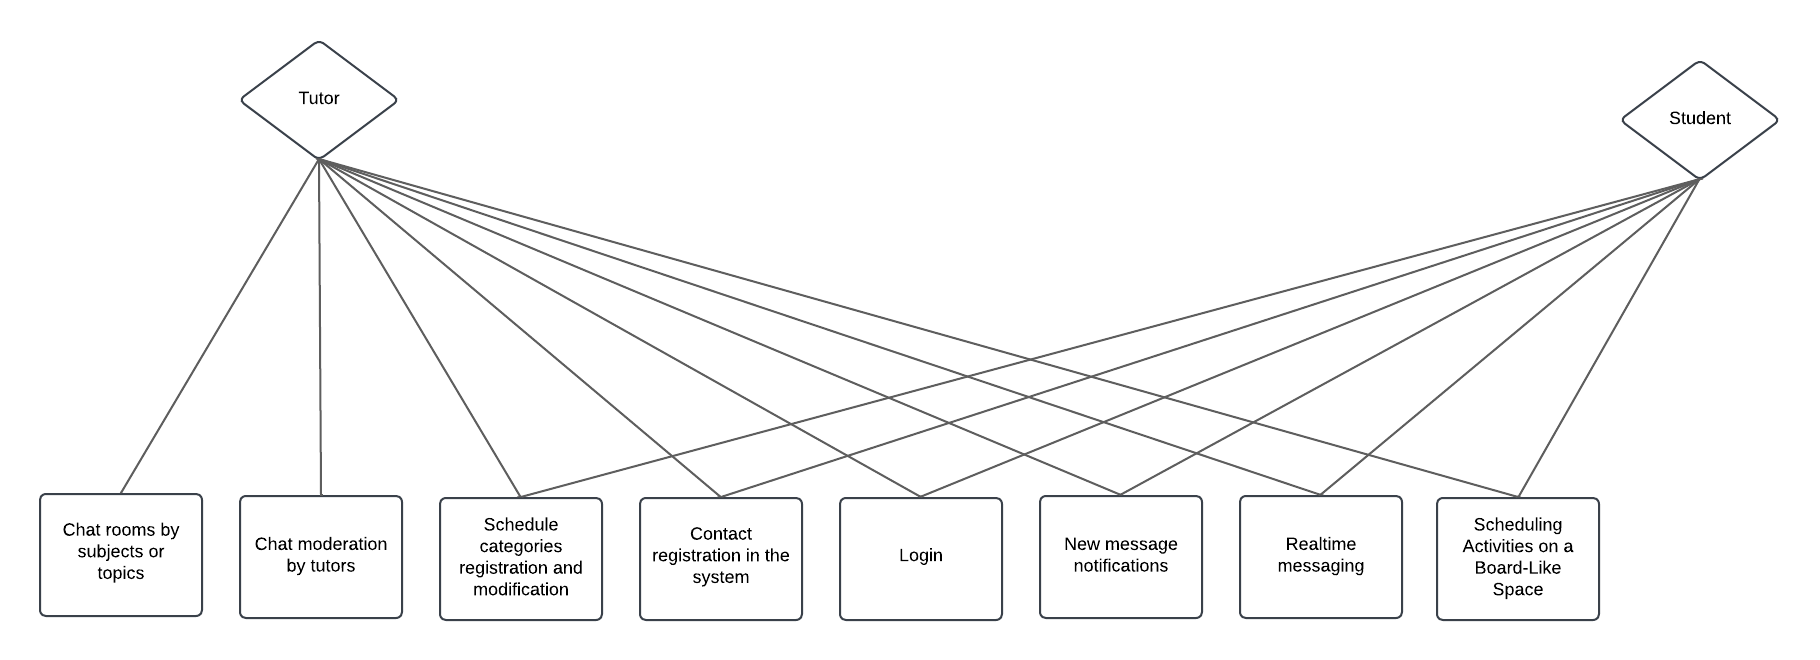 Tutor
Student
Chat rooms by
subjects or
topics
Chat moderation
by tutors
Schedule
categories
registration and
modification
Contact
registration in the
system
Login
New message
notifications
Realtime
messaging
Scheduling
Activities on a
Board-Like
Space